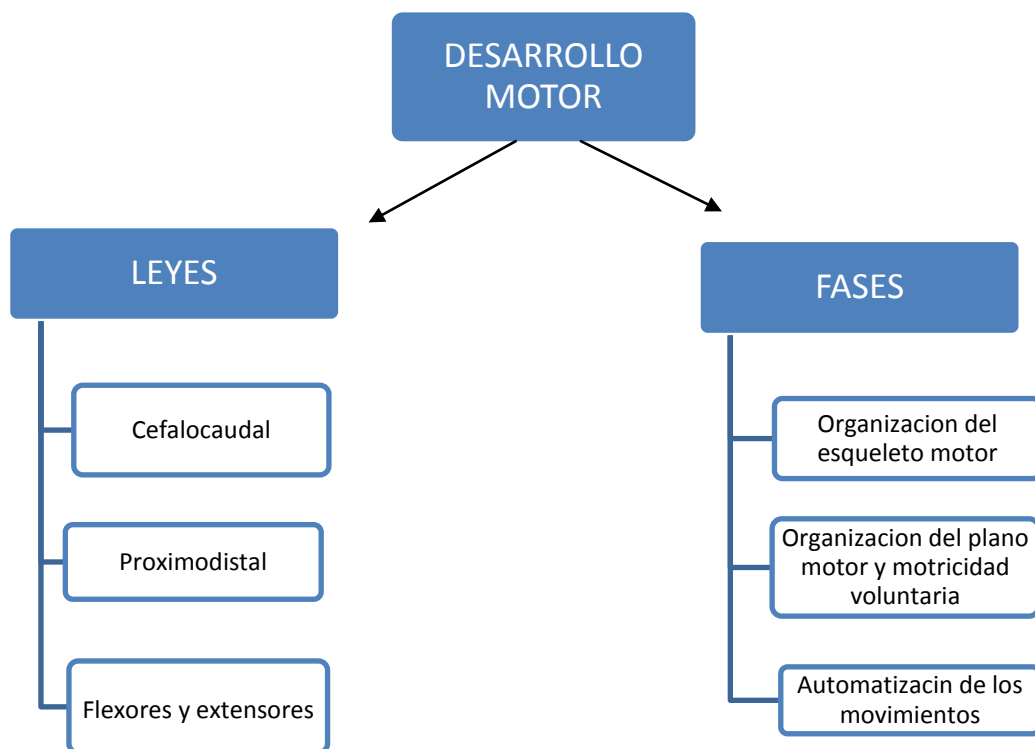 DESARROLLO
MOTOR
LEYES
Cefalocaudal
Proximodistal
Flexores y extensores
FASES
Organizacion del
esqueleto motor
Organizacion del plano
motor y motricidad
voluntaria
Automatizacin de los
movimientos